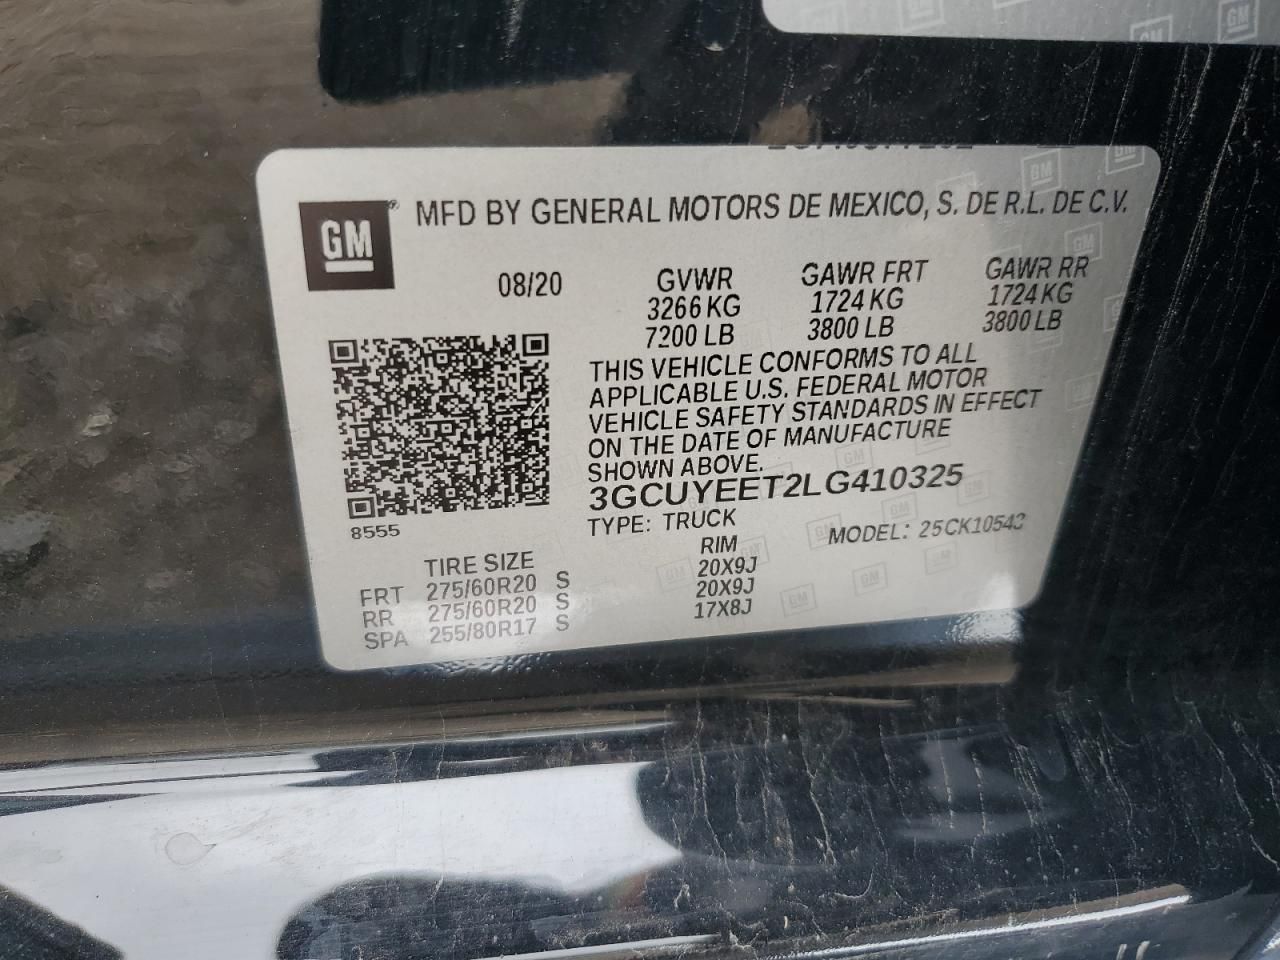 GM
MFD BY GENERAL MOTORS DE MEXICO, S. DE R.L. DE C.V.
08/20
GVWR GAWR FRT GAWR RR
3266 KG 1724 KG 1724 KG
7200 LB 3800 LB 3800 LB
THIS VEHICLE CONFORMS TO ALL
APPLICABLE U.S. FEDERAL MOTOR
VEHICLE SAFETY STANDARDS IN EFFECT
ON THE DATE OF MANUFACTURE
SHOWN ABOVE.
3GCUYEET2LG410325
8555
TYPE: TRUCK MODEL: 25CK10543
TIRE SIZE RIM
FRT 275/60R20 S 20X9J
RR 275/60R20 S 20X9J
SPA 255/80R17 S 17X8J